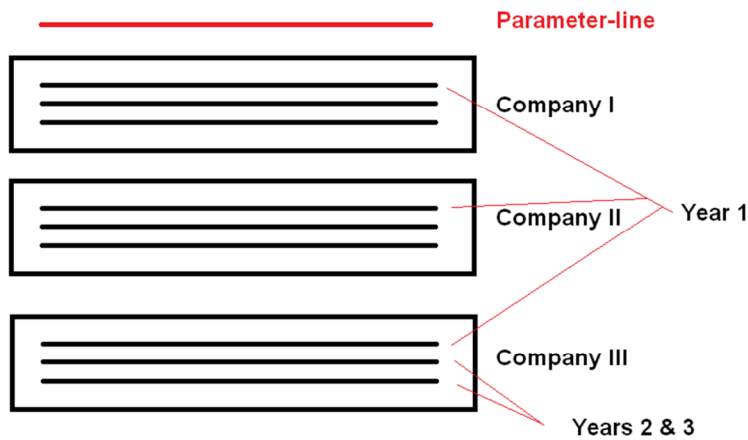 Parameter-line
Company I
Company II
Year 1
Company III
Years 2 & 3